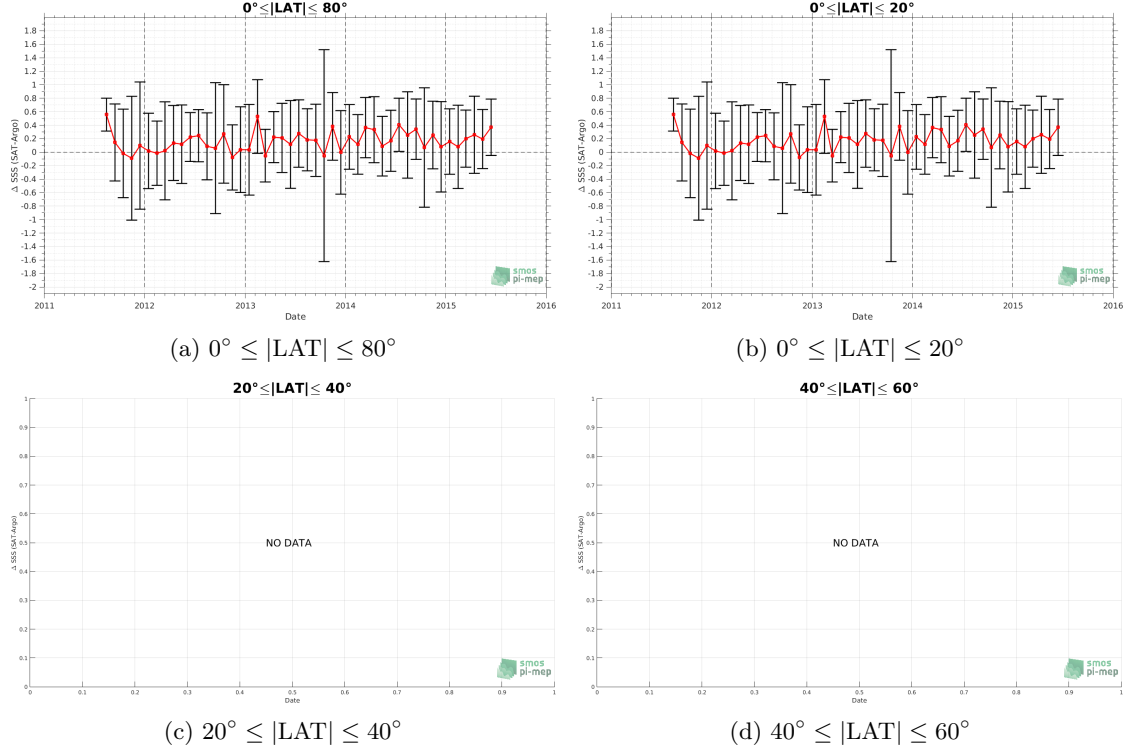 0°≤|LAT|≤ 80°
Δ SSS (SAT-Argo)
1.8
1.6
1.4
1.2
1
0.8
0.6
0.4
0.2
0
-0.2
-0.4
-0.6
-0.8
-1
-1.2
-1.4
-1.6
-1.8
-2
2011 2012 2013 2014 2015 2016
Date
smos
pi-mep
(a) 0° ≤ |LAT| ≤ 80°
0°≤|LAT|≤ 20°
Δ SSS (SAT-Argo)
1.8
1.6
1.4
1.2
1
0.8
0.6
0.4
0.2
0
-0.2
-0.4
-0.6
-0.8
-1
-1.2
-1.4
-1.6
-1.8
-2
2011 2012 2013 2014 2015 2016
Date
smos
pi-mep
(b) 0° ≤ |LAT| ≤ 20°
20°≤|LAT|≤ 40°
Δ SSS (SAT-Argo)
1
0.9
0.8
0.7
0.6
0.5
0.4
0.3
0.2
0.1
0
NO DATA
0 0.1 0.2 0.3 0.4 0.5 0.6 0.7 0.8 0.9 1
Date
smos
pi-mep
(c) 20° ≤ |LAT| ≤ 40°
40°≤|LAT|≤ 60°
Δ SSS (SAT-Argo)
1
0.9
0.8
0.7
0.6
0.5
0.4
0.3
0.2
0.1
0
NO DATA
0 0.1 0.2 0.3 0.4 0.5 0.6 0.7 0.8 0.9 1
Date
smos
pi-mep
(d) 40° ≤ |LAT| ≤ 60°